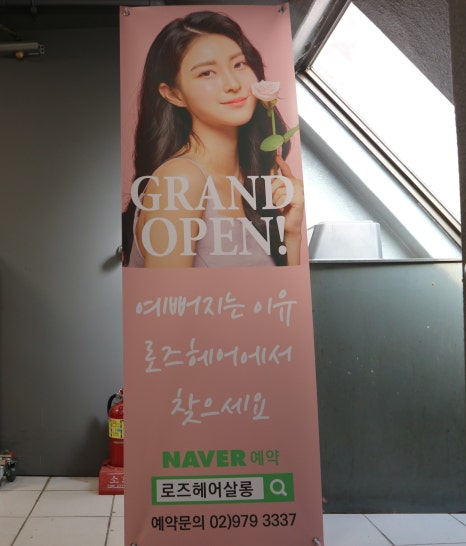 GRAND
OPEN!
예뻐지는 이유
로즈헤어에서
찾으세요
NAVER 예약
로즈헤어살롱
예약문의 02)979 3337